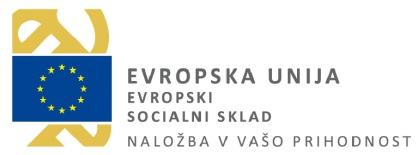 EVROPSKA UNIJA
EVROPSKI
SOCIALNI SKLAD
NALOŽBA V VAŠO PRIHODNOST